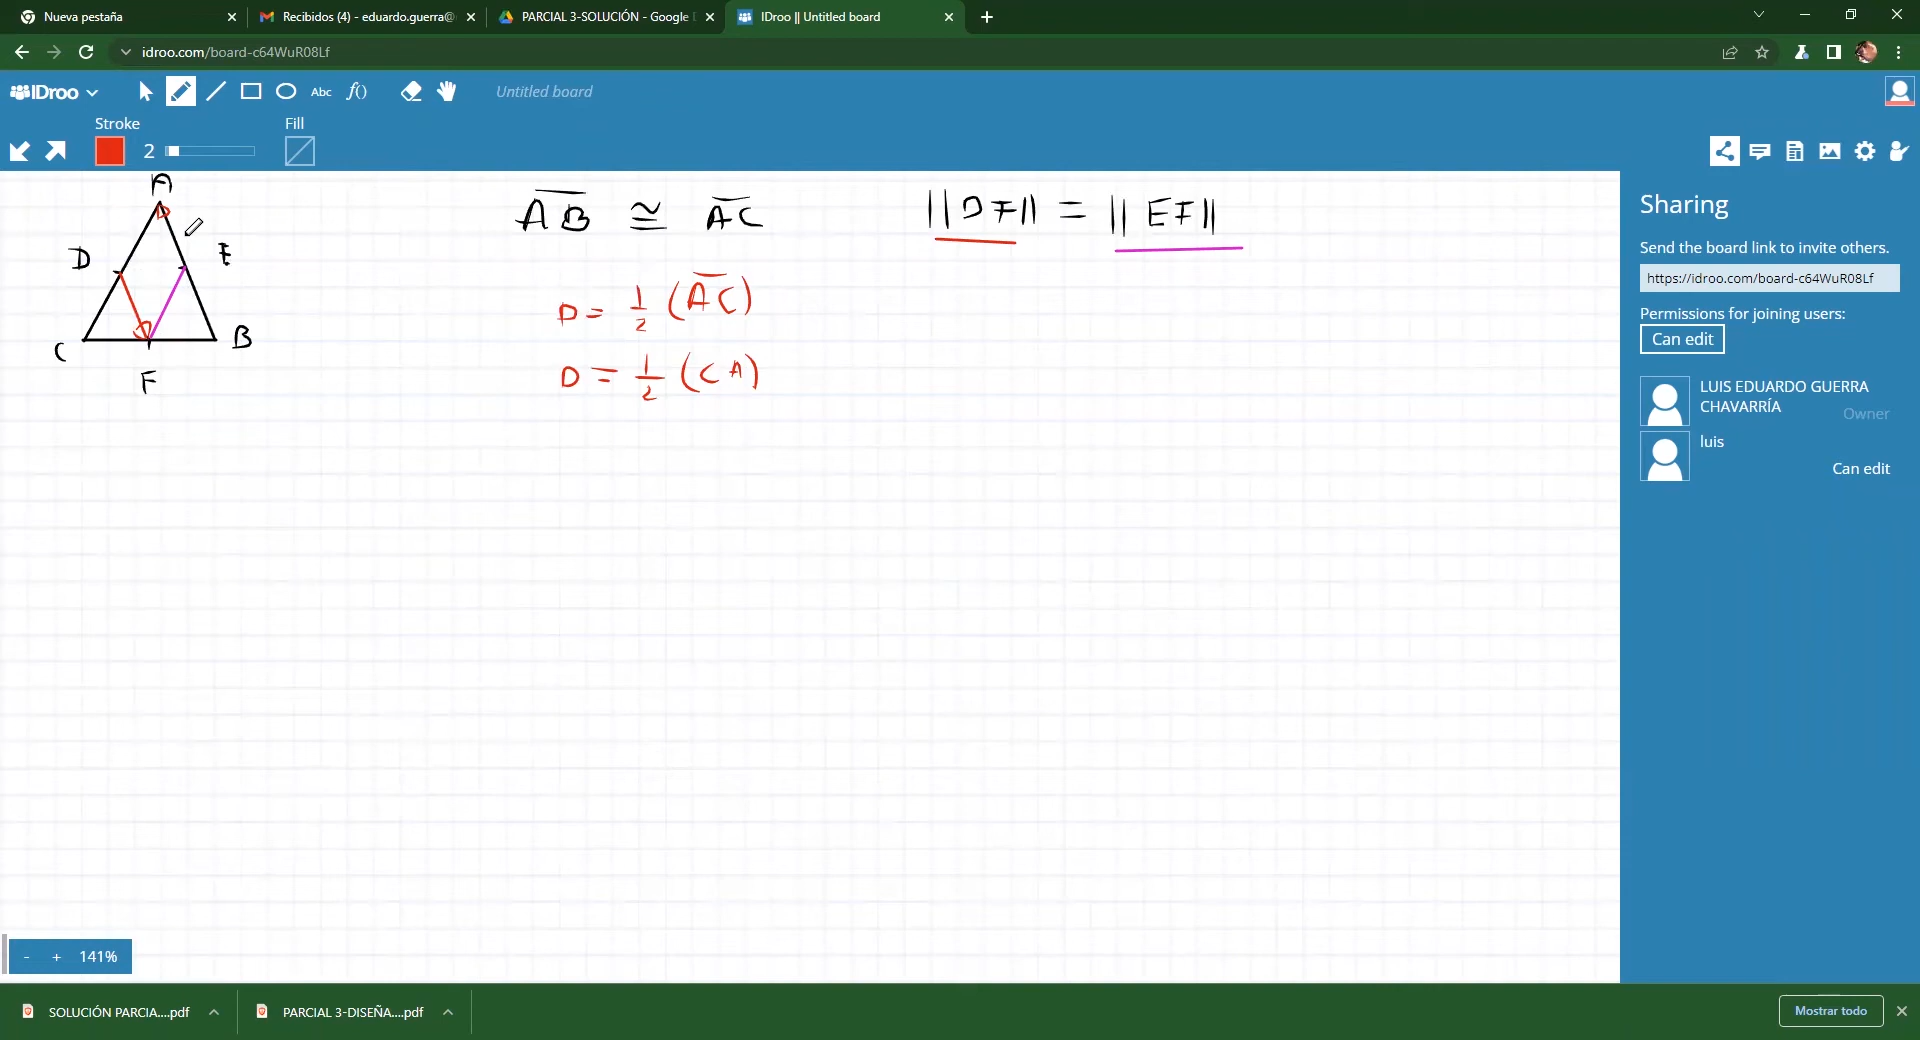 Nueva pestaña
Recibidos (4) - eduardo.guerra@
PARCIAL 3-SOLUCIÓN - Google
IDroo || Untitled board
idroo.com/board-c64WuR08Lf
IDroo
Abc
f()
Untitled board
Stroke
Fill
2
Sharing
Send the board link to invite others.
https://idroo.com/board-c64WuR08Lf
Permissions for joining users:
Can edit
LUIS EDUARDO GUERRA
CHAVARRÍA
Owner
luis
Can edit
A
D
E
C
B
F
AB ≅ AC
||DF|| = ||EF||
D = 1/2 (AC)
D = 1/2 (CA)
- + 141%
SOLUCIÓN PARCIA....pdf
PARCIAL 3-DISEÑA....pdf
Mostrar todo